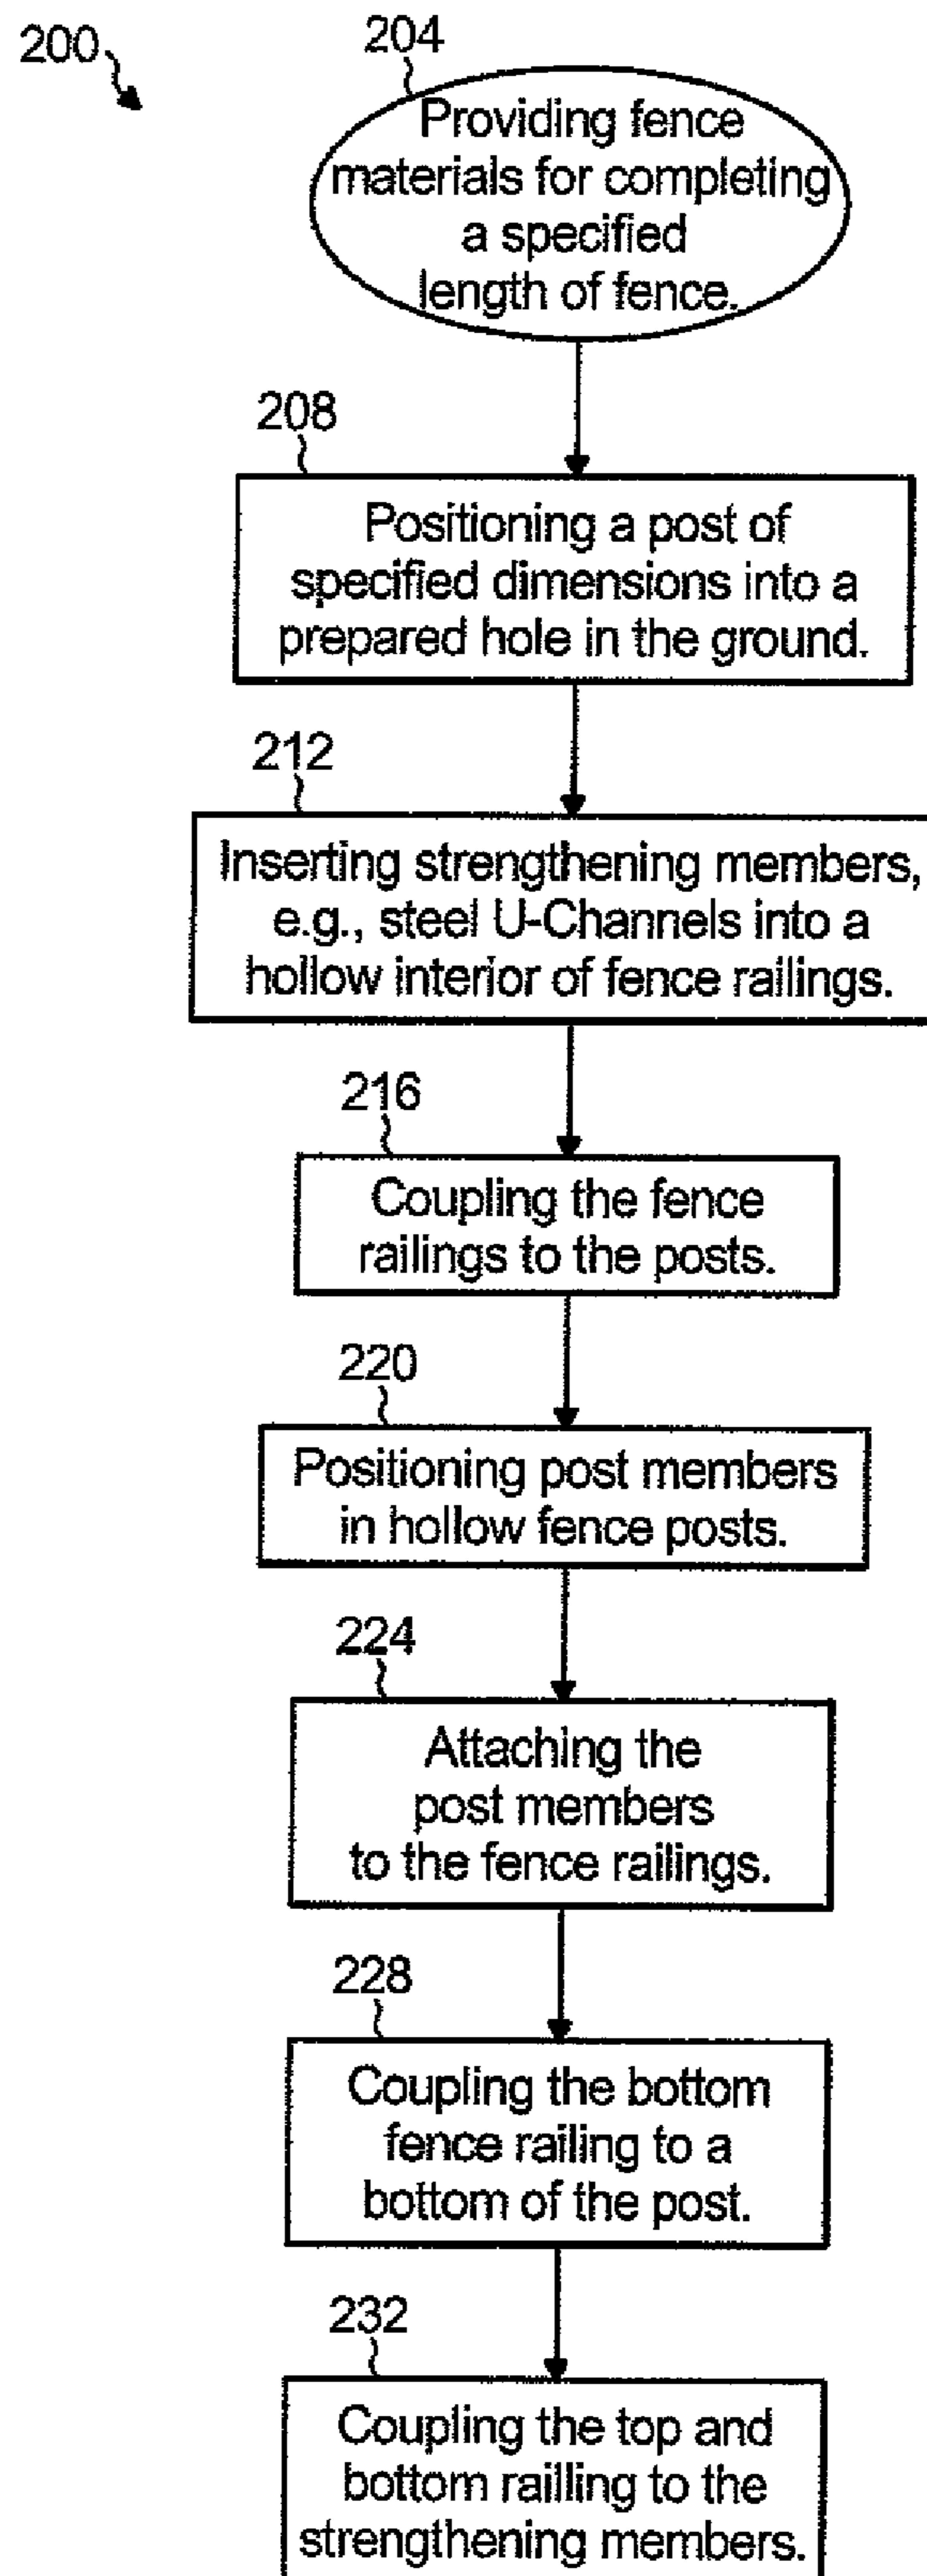 200
204
Providing fence
materials for completing
a specified
length of fence.
208
Positioning a post of
specified dimensions into a
prepared hole in the ground.
212
Inserting strengthening members,
e.g., steel U-Channels into a
hollow interior of fence railings.
216
Coupling the fence
railings to the posts.
220
Positioning post members
in hollow fence posts.
224
Attaching the
post members
to the fence railings.
228
Coupling the bottom
fence railing to a
bottom of the post.
232
Coupling the top and
bottom railling to the
strengthening members.